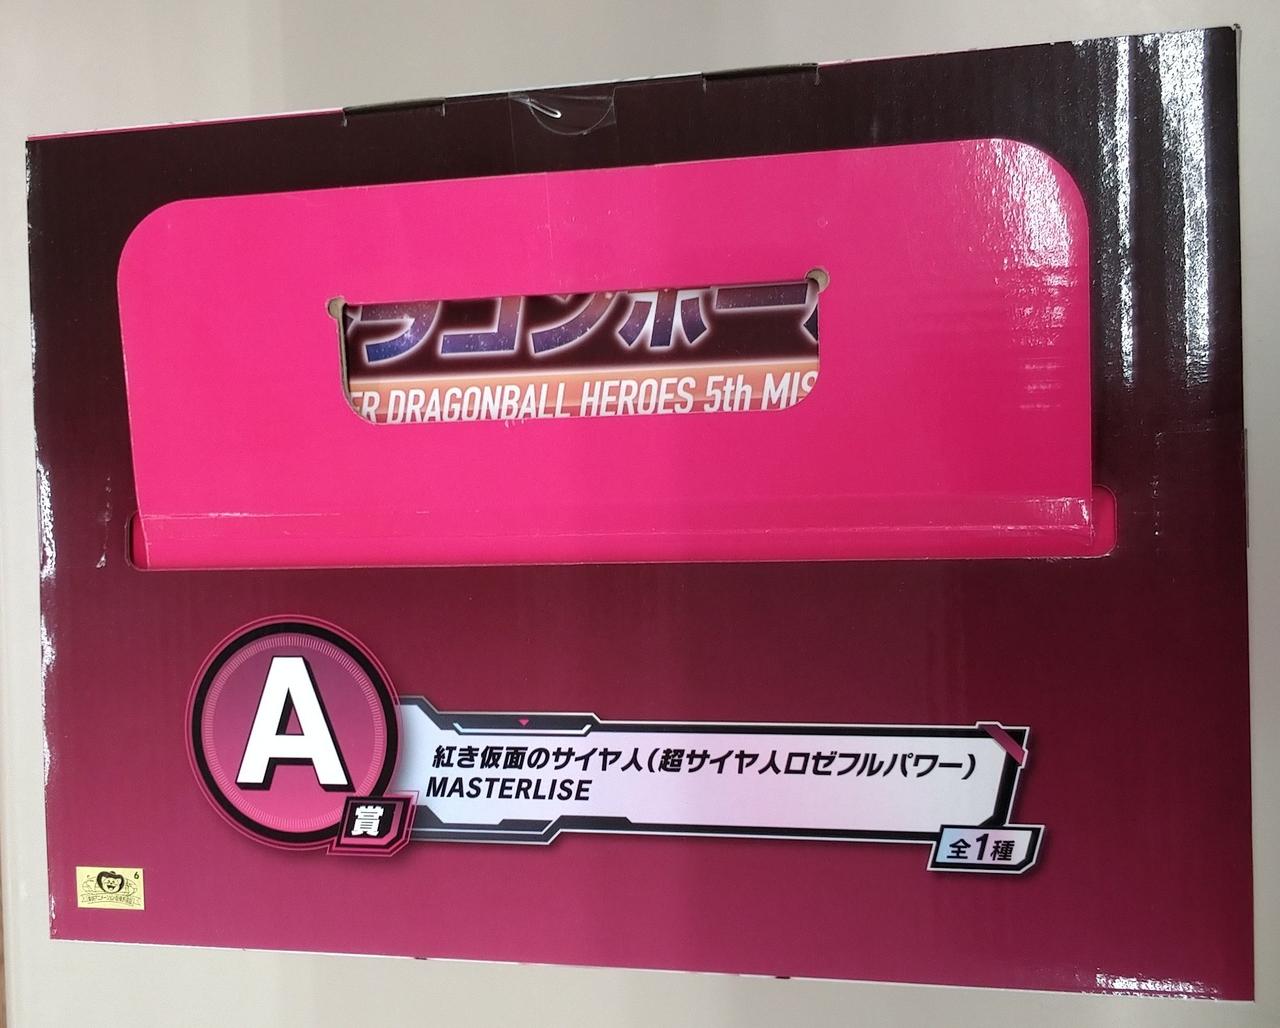 ラゴンボー
ER DRAGONBALL HEROES 5th MIS
A
賞
紅き仮面のサイヤ人(超サイヤ人ロゼフルパワー)
MASTERLISE
全1種
6